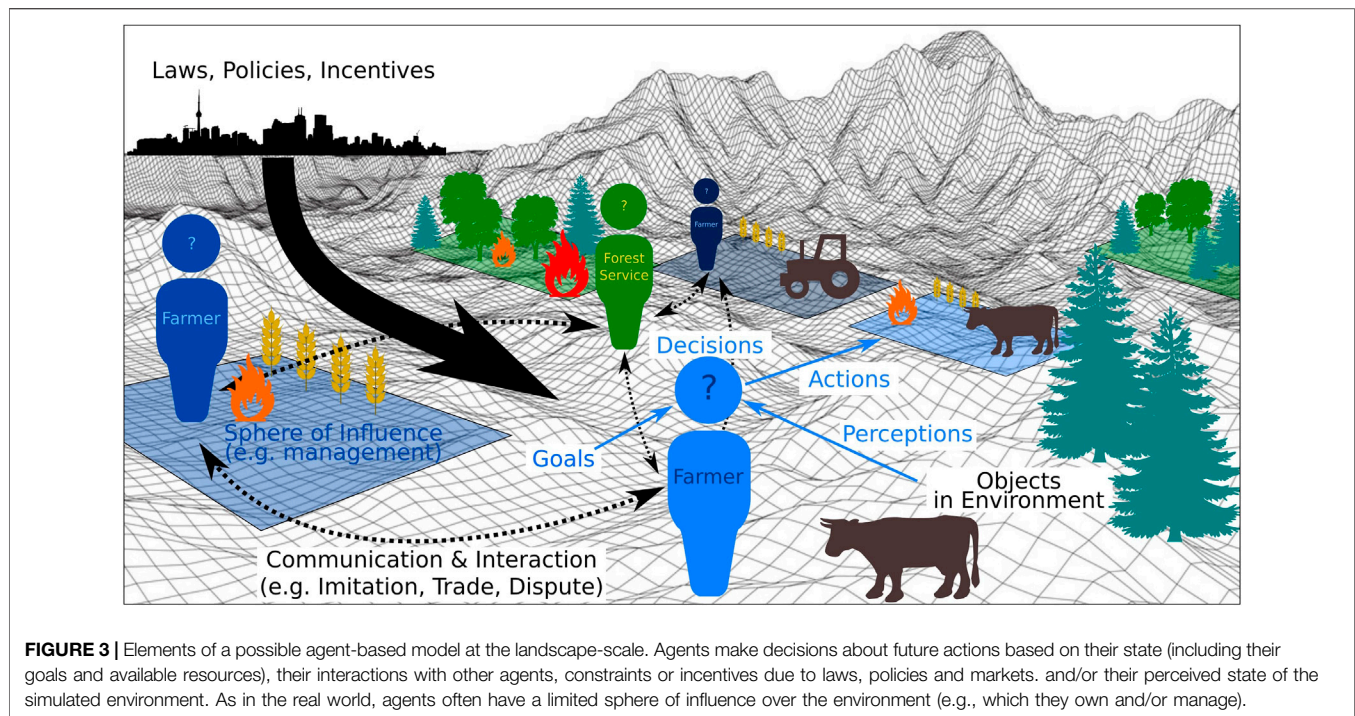 Laws, Policies, Incentives
?
Farmer
?
Forest
Service
?
Farmer
Decisions
?
Actions
Sphere of Influence
(e.g. management)
Goals
Perceptions
Farmer
Objects
in Environment
Communication & Interaction
(e.g. Imitation, Trade, Dispute)
FIGURE 3 | Elements of a possible agent-based model at the landscape-scale. Agents make decisions about future actions based on their state (including their
goals and available resources), their interactions with other agents, constraints or incentives due to laws, policies and markets. and/or their perceived state of the
simulated environment. As in the real world, agents often have a limited sphere of influence over the environment (e.g., which they own and/or manage).